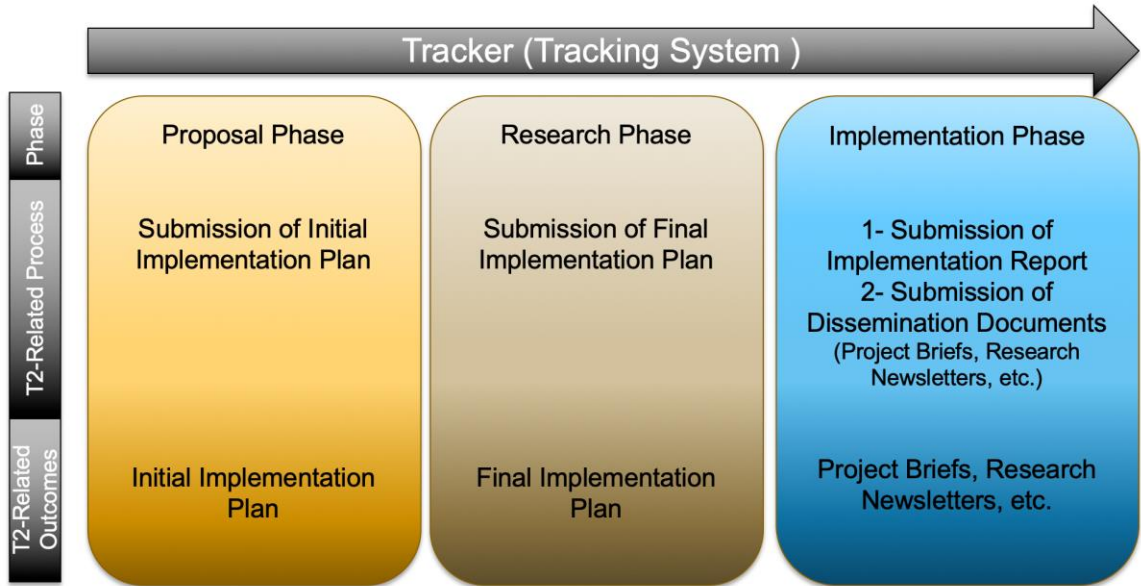 Tracker (Tracking System )
Phase
Proposal Phase
Research Phase
Implementation Phase
T2-Related Process
Submission of Initial
Implementation Plan
Submission of Final
Implementation Plan
1- Submission of
Implementation Report
2- Submission of
Dissemination Documents
(Project Briefs, Research
Newsletters, etc.)
T2-Related
Outcomes
Initial Implementation
Plan
Final Implementation
Plan
Project Briefs, Research
Newsletters, etc.